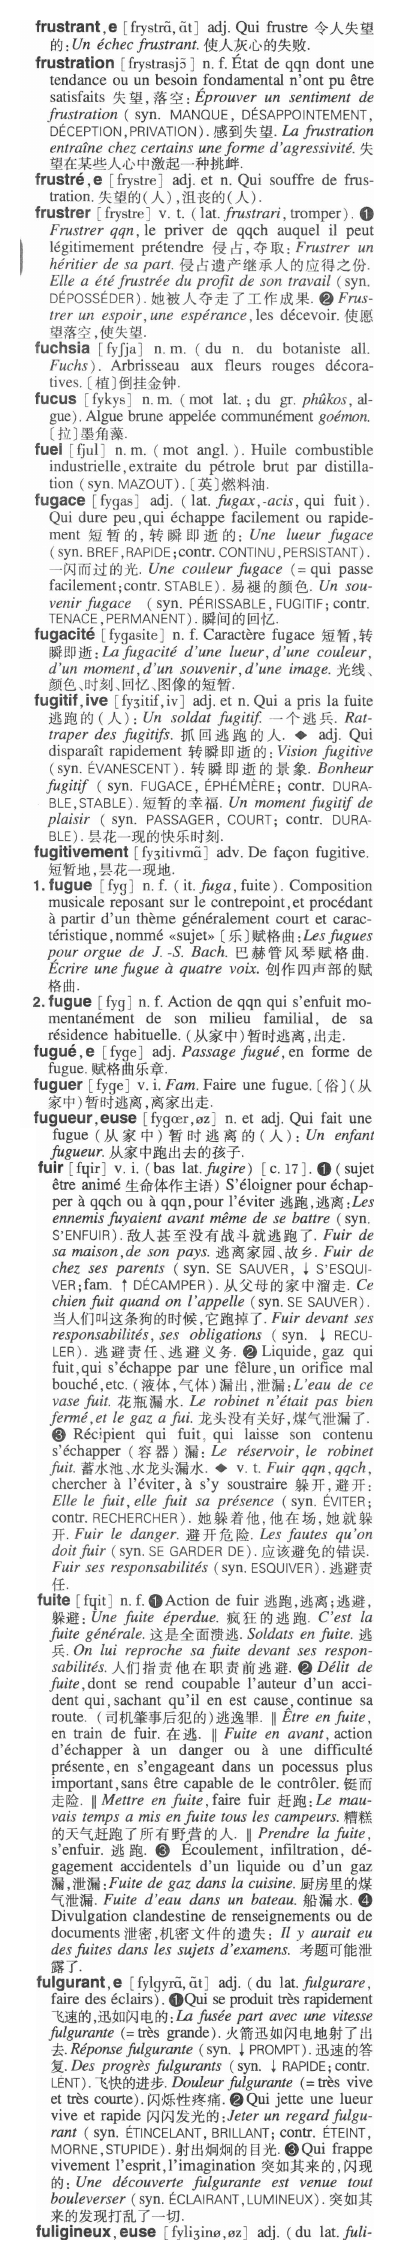 frustrant,e [frystrɑ̃,ɑ̃t] adj. Qui frustre 令人失望
的:Un échec frustrant. 使人灰心的失败.
frustration [frystrasjɔ̃] n. f. État de qqn dont une
tendance ou un besoin fondamental n'ont pu être
satisfaits 失望,落空: Éprouver un sentiment de
frustration ( syn. MANQUE, DÉSAPPOINTEMENT,
DÉCEPTION,PRIVATION). 感到失望. La frustration
entraîne chez certains une forme d'agressivité. 失
望在某些人心中激起一种挑衅.
frustré,e [frystre] adj. et n. Qui souffre de frus-
tration. 失望的(人),沮丧的(人).
frustrer [frystre] v. t. (lat. frustrari, tromper). ❶
Frustrer qqn, le priver de qqch auquel il peut
légitimement prétendre 侵占,夺取: Frustrer un
héritier de sa part. 侵占遗产继承人的应得之份.
Elle a été frustrée du profit de son travail (syn.
DÉPOSSÉDER). 她被人夺走了工作成果. ❷ Frus-
trer un espoir,une espérance, les décevoir. 使愿
望落空,使失望.
fuchsia [fyʃja] n. m. ( du n. du botaniste all.
Fuchs). Arbrisseau aux fleurs rouges décora-
tives. 〔植〕倒挂金钟.
fucus [fykys] n. m. (mot lat. ; du gr. phûkos, al-
gue). Algue brune appelée communément goémon.
〔拉〕墨角藻.
fuel [fjul] n. m. ( mot angl. ). Huile combustible
industrielle,extraite du pétrole brut par distilla-
tion (syn. MAZOUT). 〔英〕燃料油.
fugace [fygas] adj. ( lat. fugax,-acis, qui fuit).
Qui dure peu,qui échappe facilement ou rapide-
ment 短暂的, 转瞬即逝的: Une lueur fugace
(syn. BREF,RAPIDE;contr. CONTINU,PERSISTANT).
一闪而过的光. Une couleur fugace (= qui passe
facilement;contr. STABLE). 易褪的颜色. Un sou-
venir fugace ( syn. PÉRISSABLE, FUGITIF; contr.
TENACE,PERMANENT). 瞬间的回忆.
fugacité [fygasite] n. f. Caractère fugace 短暂,转
瞬即逝:La fugacité d'une lueur,d'une couleur,
d'un moment,d'un souvenir,d'une image. 光线、
颜色、时刻、回忆、图像的短暂.
fugitif,ive [fyʒitif,iv] adj. et n. Qui a pris la fuite
逃跑的(人): Un soldat fugitif. 一个逃兵. Rat-
traper des fugitifs. 抓回逃跑的人. ◆ adj. Qui
disparaît rapidement 转瞬即逝的: Vision fugitive
(syn. ÉVANESCENT). 转瞬即逝的景象. Bonheur
fugitif ( syn. FUGACE, ÉPHÉMÈRE; contr. DURA-
BLE,STABLE). 短暂的幸福. Un moment fugitif de
plaisir ( syn. PASSAGER, COURT; contr. DURA-
BLE). 昙花一现的快乐时刻.
fugitivement [fyʒitivmɑ̃] adv. De façon fugitive.
短暂地,昙花一现地.
1. fugue [fyg] n. f. ( it. fuga, fuite). Composition
musicale reposant sur le contrepoint,et procédant
à partir d'un thème généralement court et carac-
téristique,nommé «sujet» 〔乐〕赋格曲:Les fugues
pour orgue de J. -S. Bach. 巴赫管风琴赋格曲.
Écrire une fugue à quatre voix. 创作四声部的赋
格曲.
2. fugue [fyg] n. f. Action de qqn qui s'enfuit mo-
mentanément de son milieu familial, de sa
résidence habituelle. (从家中)暂时逃离,出走.
fugué,e [fyge] adj. Passage fugué, en forme de
fugue. 赋格曲乐章.
fuguer [fyge] v. i. Fam. Faire une fugue. 〔俗〕(从
家中)暂时逃离,离家出走.
fugueur,euse [fygœr,øz] n. et adj. Qui fait une
fugue (从家中)暂时逃离的(人): Un enfant
fugueur. 从家中跑出去的孩子.
fuir [fɥir] v. i. (bas lat. fugire) [c. 17]. ❶ (sujet
être animé 生命体作主语) S'éloigner pour échap-
per à qqch ou à qqn,pour l'éviter 逃跑,逃离:Les
ennemis fuyaient avant même de se battre (syn.
S'ENFUIR). 敌人甚至没有战斗就逃跑了. Fuir de
sa maison,de son pays. 逃离家园、故乡. Fuir de
chez ses parents (syn. SE SAUVER, ↓ S'ESQUI-
VER;fam. ↑ DÉCAMPER). 从父母的家中溜走. Ce
chien fuit quand on l'appelle (syn. SE SAUVER).
当人们叫这条狗的时候,它跑掉了. Fuir devant ses
responsabilités, ses obligations ( syn. ↓ RECU-
LER). 逃避责任、逃避义务. ❷ Liquide, gaz qui
fuit,qui s'échappe par une fêlure,un orifice mal
bouché,etc. (液体,气体)漏出,泄漏:L'eau de ce
vase fuit. 花瓶漏水. Le robinet n'était pas bien
fermé,et le gaz a fui. 龙头没有关好,煤气泄漏了.
❸ Récipient qui fuit, qui laisse son contenu
s'échapper (容器)漏: Le réservoir, le robinet
fuit. 蓄水池、水龙头漏水. ◆ v. t. Fuir qqn,qqch,
chercher à l'éviter, à s'y soustraire 躲开,避开:
Elle le fuit,elle fuit sa présence (syn. ÉVITER;
contr. RECHERCHER). 她躲着他,他在场,她就躲
开. Fuir le danger. 避开危险. Les fautes qu'on
doit fuir (syn. SE GARDER DE). 应该避免的错误.
Fuir ses responsabilités (syn. ESQUIVER). 逃避责
任.
fuite [fɥit] n. f. ❶Action de fuir 逃跑,逃离;逃避,
躲避: Une fuite éperdue. 疯狂的逃跑. C'est la
fuite générale. 这是全面溃逃. Soldats en fuite. 逃
兵. On lui reproche sa fuite devant ses respon-
sabilités. 人们指责他在职责前逃避. ❷ Délit de
fuite,dont se rend coupable l'auteur d'un acci-
dent qui,sachant qu'il en est cause,continue sa
route. (司机肇事后犯的)逃逸罪. ‖ Être en fuite,
en train de fuir. 在逃. ‖ Fuite en avant, action
d'échapper à un danger ou à une difficulté
présente, en s'engageant dans un pocessus plus
important,sans être capable de le contrôler. 铤而
走险. ‖ Mettre en fuite, faire fuir 赶跑: Le mau-
vais temps a mis en fuite tous les campeurs. 糟糕
的天气赶跑了所有野营的人. ‖ Prendre la fuite,
s'enfuir. 逃跑. ❸ Écoulement, infiltration, dé-
gagement accidentels d'un liquide ou d'un gaz
漏,泄漏:Fuite de gaz dans la cuisine. 厨房里的煤
气泄漏. Fuite d'eau dans un bateau. 船漏水. ❹
Divulgation clandestine de renseignements ou de
documents 泄密,机密文件的遗失: Il y aurait eu
des fuites dans les sujets d'examens. 考题可能泄
露了.
fulgurant,e [fylgyrɑ̃,ɑ̃t] adj. (du lat. fulgurare,
faire des éclairs). ❶Qui se produit très rapidement
飞速的,迅如闪电的:La fusée part avec une vitesse
fulgurante (= très grande). 火箭迅如闪电地射了出
去. Réponse fulgurante (syn. ↓ PROMPT). 迅速的答
复. Des progrès fulgurants (syn. ↓ RAPIDE;contr.
LENT). 飞快的进步. Douleur fulgurante (= très vive
et très courte). 闪烁性疼痛. ❷ Qui jette une lueur
vive et rapide 闪闪发光的:Jeter un regard fulgu-
rant ( syn. ÉTINCELANT, BRILLANT; contr. ÉTEINT,
MORNE,STUPIDE). 射出炯炯的目光. ❸Qui frappe
vivement l'esprit,l'imagination 突如其来的,闪现
的: Une découverte fulgurante est venue tout
bouleverser (syn. ÉCLAIRANT,LUMINEUX). 突如其
来的发现打乱了一切.
fuligineux,euse [fyliʒinø,øz] adj. ( du lat. fuli-